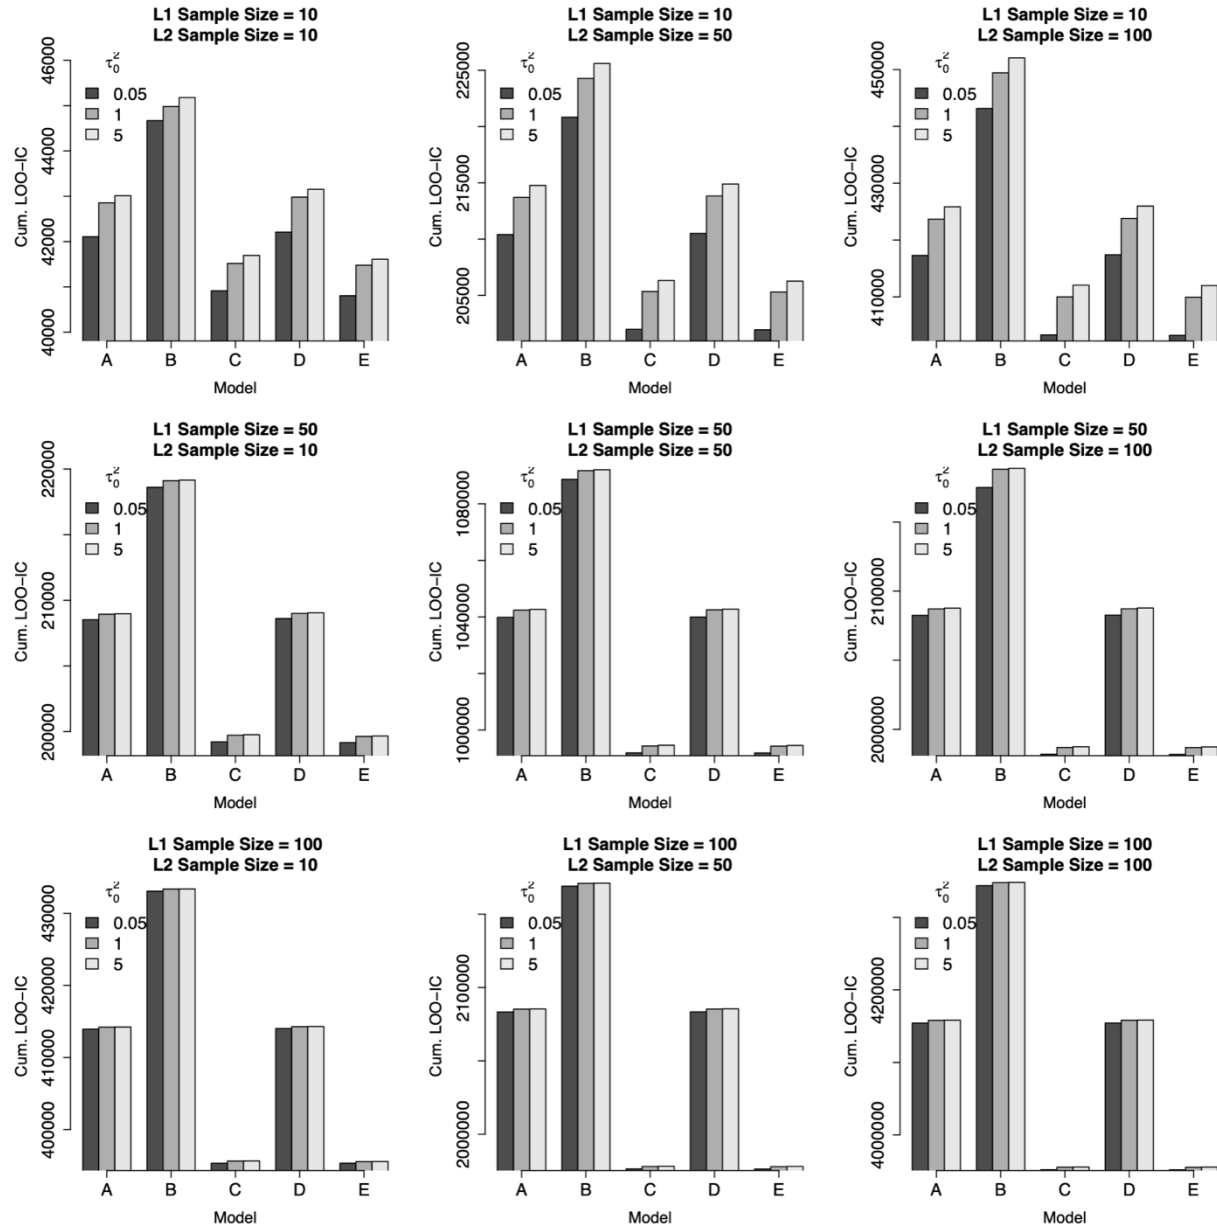 L1 Sample Size = 10
L2 Sample Size = 10
τ₀²
0.05
1
5
Cum. LOO−IC
46000
44000
42000
40000
A B C D E
Model
L1 Sample Size = 10
L2 Sample Size = 50
τ₀²
0.05
1
5
Cum. LOO−IC
225000
215000
205000
A B C D E
Model
L1 Sample Size = 10
L2 Sample Size = 100
τ₀²
0.05
1
5
Cum. LOO−IC
450000
430000
410000
A B C D E
Model
L1 Sample Size = 50
L2 Sample Size = 10
τ₀²
0.05
1
5
Cum. LOO−IC
220000
210000
200000
A B C D E
Model
L1 Sample Size = 50
L2 Sample Size = 50
τ₀²
0.05
1
5
Cum. LOO−IC
1080000
1040000
1000000
A B C D E
Model
L1 Sample Size = 50
L2 Sample Size = 100
τ₀²
0.05
1
5
Cum. LOO−IC
2100000
2000000
A B C D E
Model
L1 Sample Size = 100
L2 Sample Size = 10
τ₀²
0.05
1
5
Cum. LOO−IC
430000
420000
410000
400000
A B C D E
Model
L1 Sample Size = 100
L2 Sample Size = 50
τ₀²
0.05
1
5
Cum. LOO−IC
2100000
2000000
A B C D E
Model
L1 Sample Size = 100
L2 Sample Size = 100
τ₀²
0.05
1
5
Cum. LOO−IC
4200000
4000000
A B C D E
Model